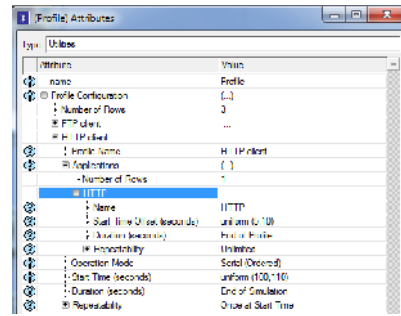 (Profile) Attributes
Type: Utilities
Attribute Value
name Profile
Profile Configuration (...)
Number of Rows 3
FTP client ...
HTTP client
Profile Name HTTP client
Applications (...)
Number of Rows 1
HTTP
Name HTTP
Start Time Offset (seconds) uniform (5,10)
Duration (seconds) End of Profile
Repeatability Unlimited
Operation Mode Serial (Ordered)
Start Time (seconds) uniform (100,110)
Duration (seconds) End of Simulation
Repeatability Once at Start Time